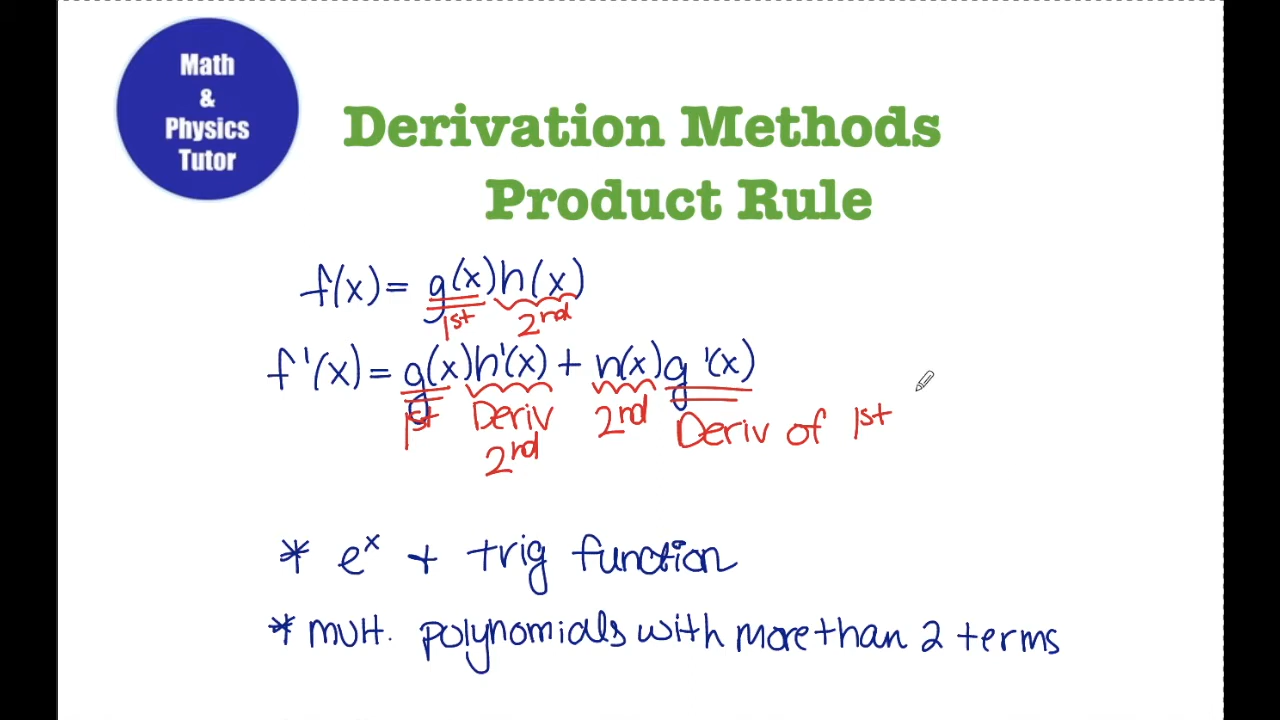 Math
&
Physics
Tutor
Derivation Methods
Product Rule
f(x) = g(x)h(x)
1st 2nd
f'(x) = g(x)h'(x) + h(x)g'(x)
1st Deriv 2nd Deriv of 1st
2nd
* e^x + trig function
* mult. polynomials with more than 2 terms